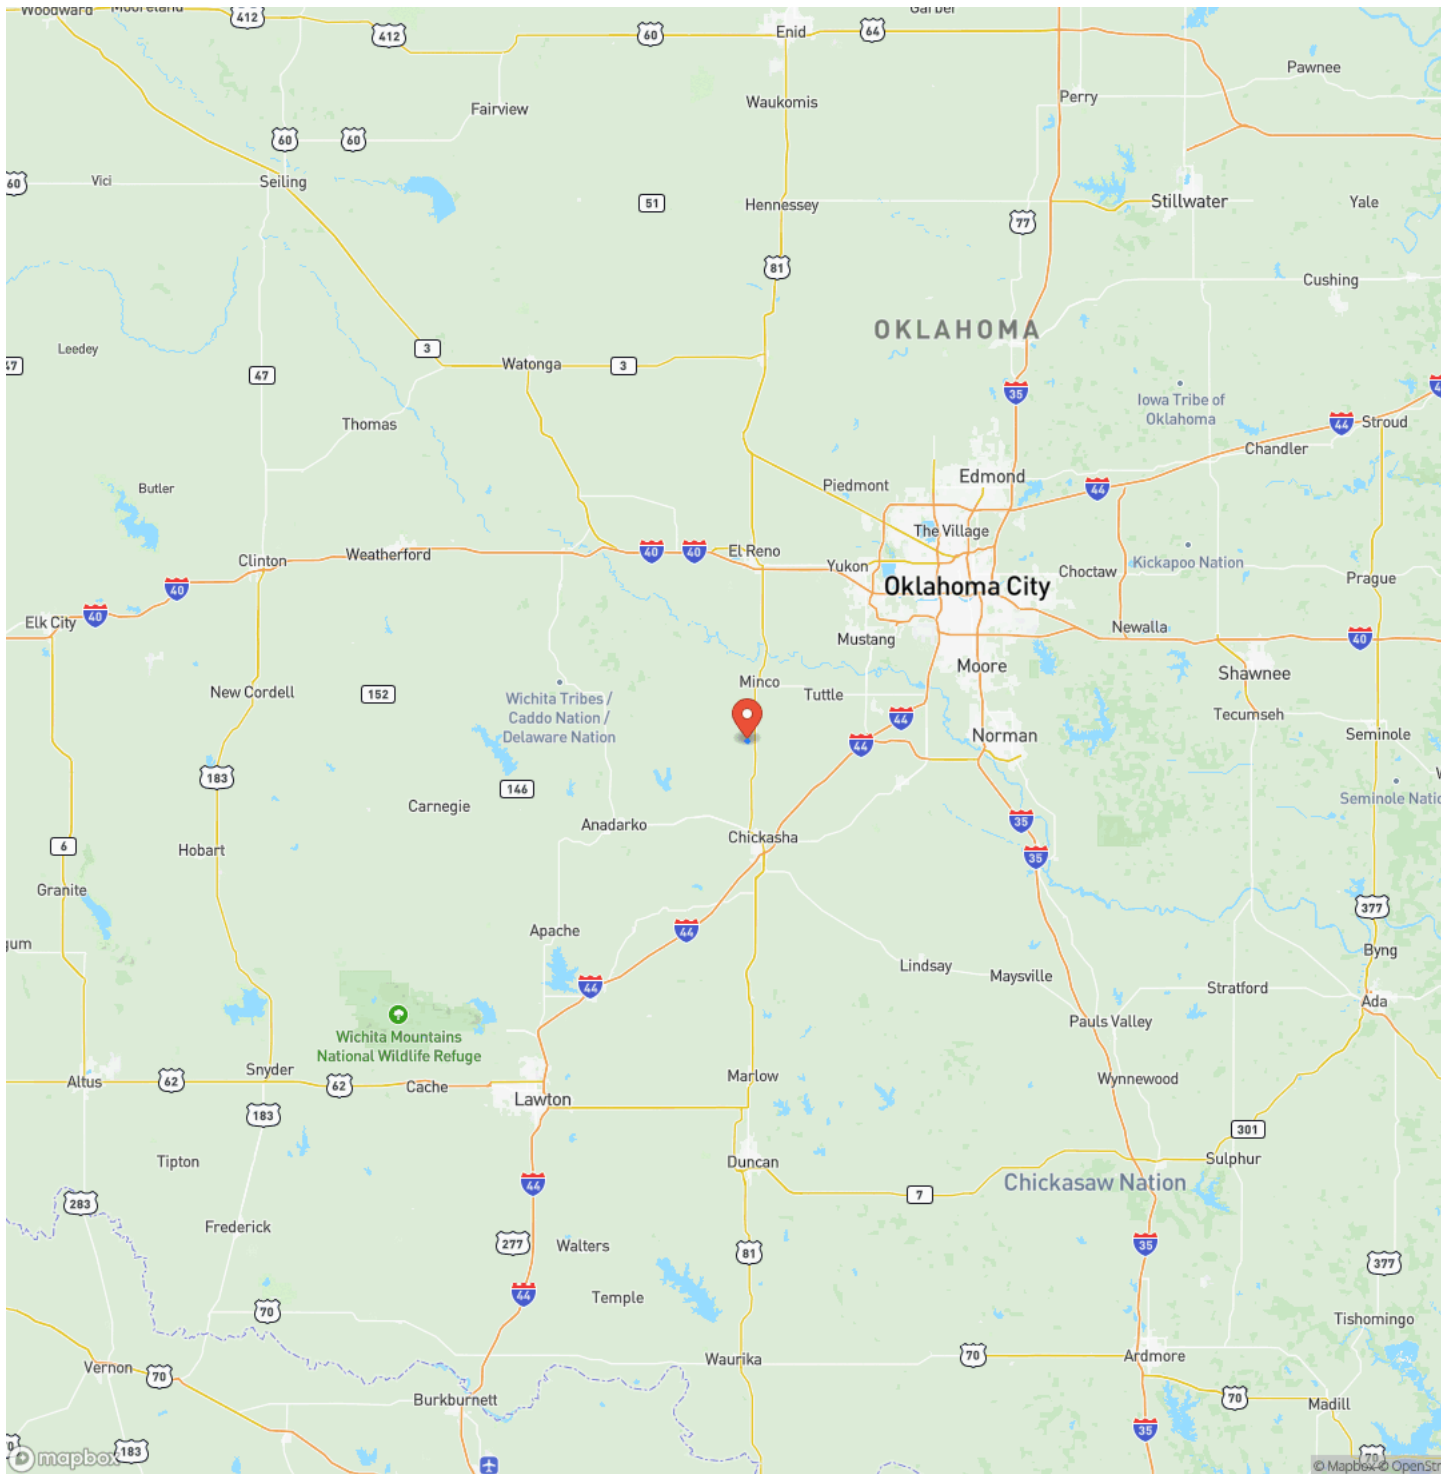 Woodward
Mooreland
412
412
60
Enid
64
Garber
Pawnee
Fairview
Waukomis
Perry
60
60
60
Vici
Seiling
51
Hennessey
77
Stillwater
Yale
81
Cushing
OKLAHOMA
Leedey
47
47
3
Watonga
3
35
Iowa Tribe of
Oklahoma
44
Stroud
Thomas
Chandler
Edmond
44
Piedmont
Butler
The Village
Clinton
Weatherford
40
40
El Reno
Yukon
Oklahoma City
Choctaw
Kickapoo Nation
Prague
40
40
Elk City
Mustang
Newalla
40
Moore
Shawnee
New Cordell
152
Wichita Tribes /
Caddo Nation /
Delaware Nation
Minco
Tuttle
44
44
Norman
Tecumseh
Seminole
183
146
Carnegie
Seminole Natio
Anadarko
Chickasha
35
35
6
Hobart
Granite
377
gum
Apache
44
Byng
Lindsay
Maysville
44
Stratford
Ada
Wichita Mountains
National Wildlife Refuge
Pauls Valley
Altus
62
Snyder
62
Cache
Marlow
Wynnewood
Lawton
183
301
Tipton
Duncan
Sulphur
283
44
7
Chickasaw Nation
Frederick
277
Walters
81
35
377
44
Temple
70
Tishomingo
Vernon
70
Waurika
70
Ardmore
Burkburnett
70
Madill
35
mapbox
183
70
© Mapbox © OpenStr